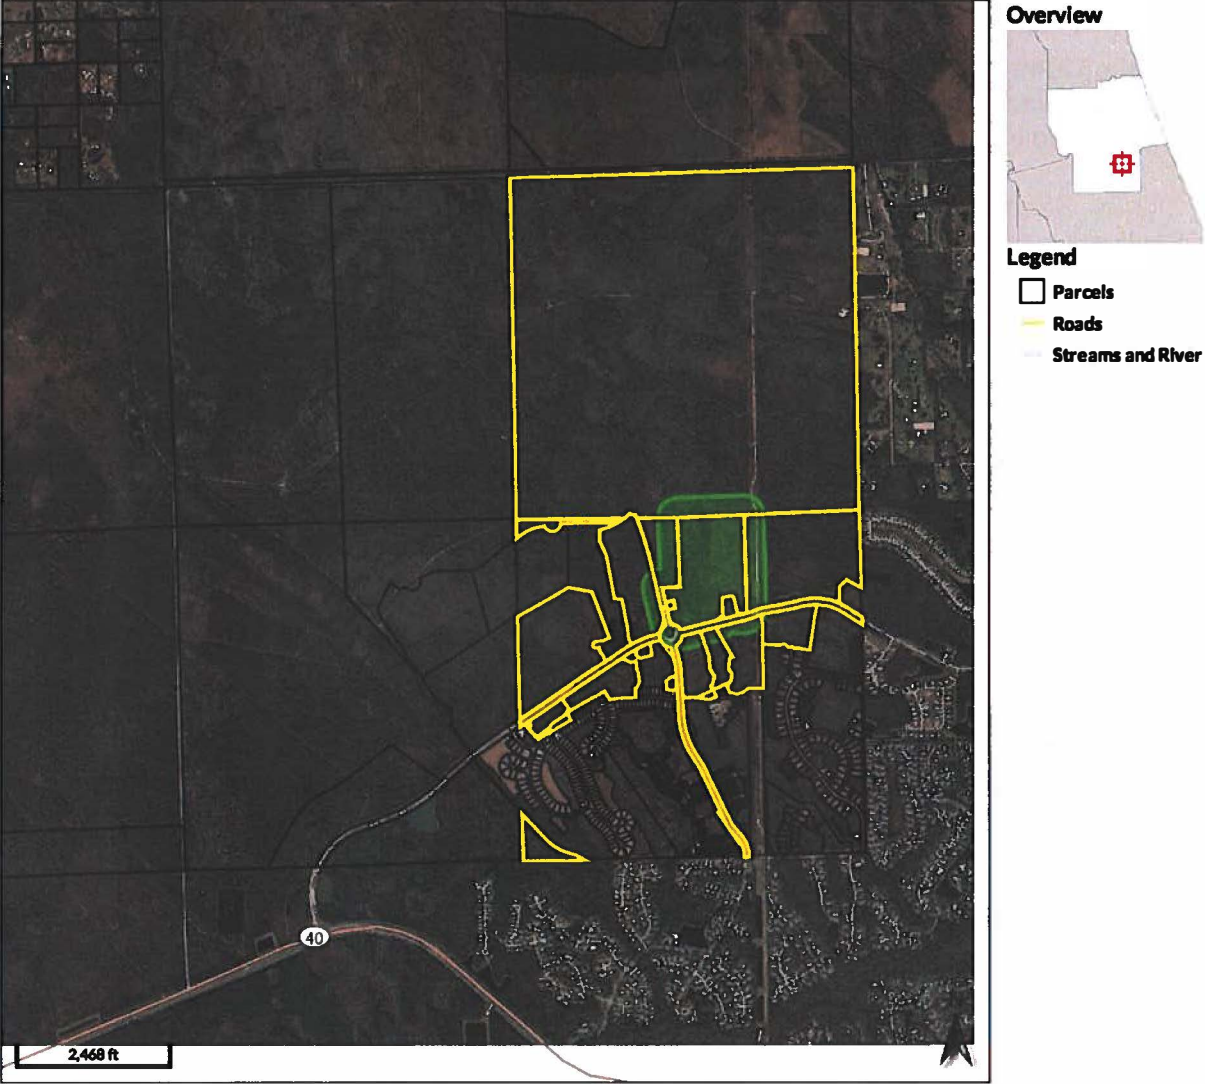 Overview
Legend
Parcels
Roads
Streams and River
40
2,468 ft